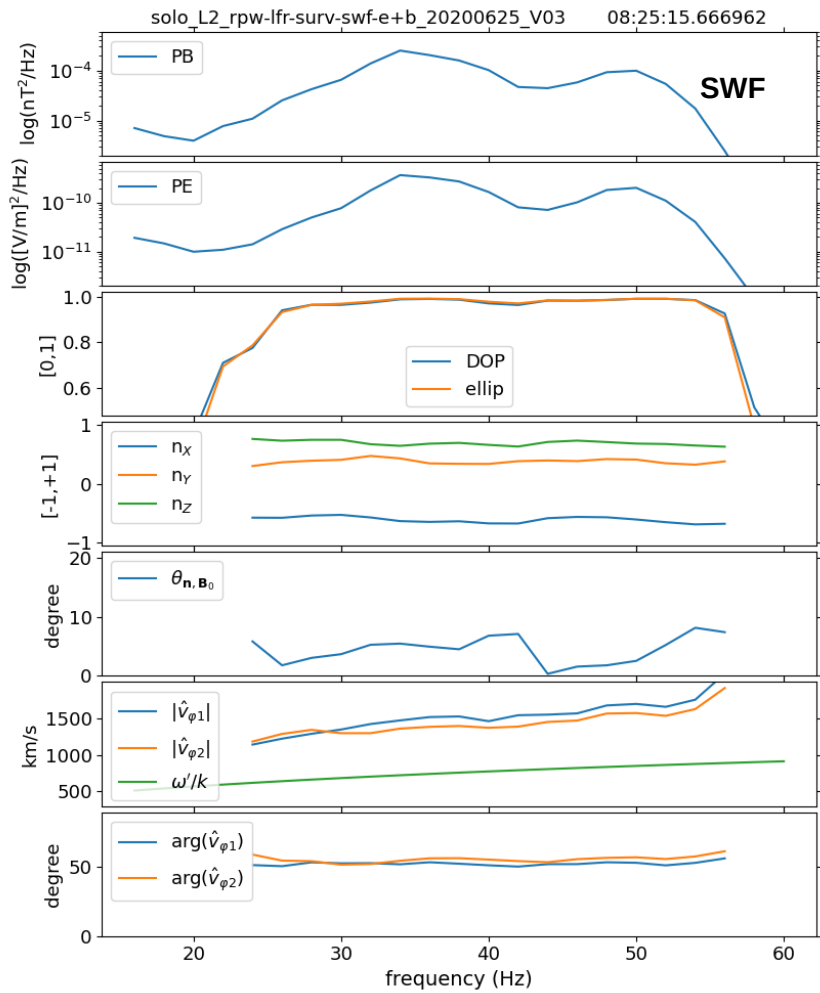 solo_L2_rpw-lfr-surv-swf-e+b_20200625_V03 08:25:15.666962
log(nT²/Hz)
10⁻⁴
10⁻⁵
PB
SWF
log([V/m]²/Hz)
10⁻¹⁰
10⁻¹¹
PE
[0,1]
1.0
0.8
0.6
DOP
ellip
[-1,+1]
1
0
−1
n_X
n_Y
n_Z
degree
20
10
0
θ_n,B₀
km/s
1500
1000
500
|v̂_φ1|
|v̂_φ2|
ω′/k
degree
50
0
arg(v̂_φ1)
arg(v̂_φ2)
20 30 40 50 60
frequency (Hz)